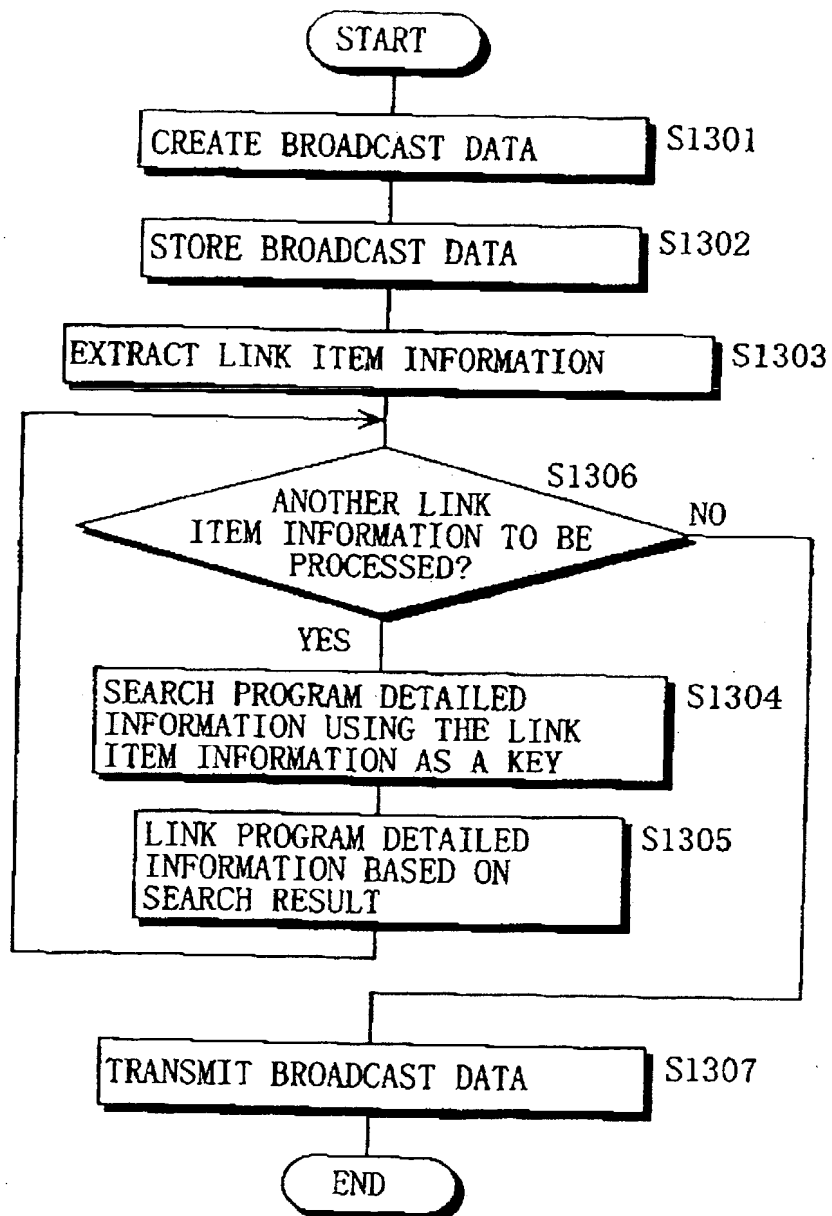 START
CREATE BROADCAST DATA
S1301
STORE BROADCAST DATA
S1302
EXTRACT LINK ITEM INFORMATION
S1303
S1306
ANOTHER LINK
ITEM INFORMATION TO BE
PROCESSED?
NO
YES
SEARCH PROGRAM DETAILED
INFORMATION USING THE LINK
ITEM INFORMATION AS A KEY
S1304
LINK PROGRAM DETAILED
INFORMATION BASED ON
SEARCH RESULT
S1305
TRANSMIT BROADCAST DATA
S1307
END